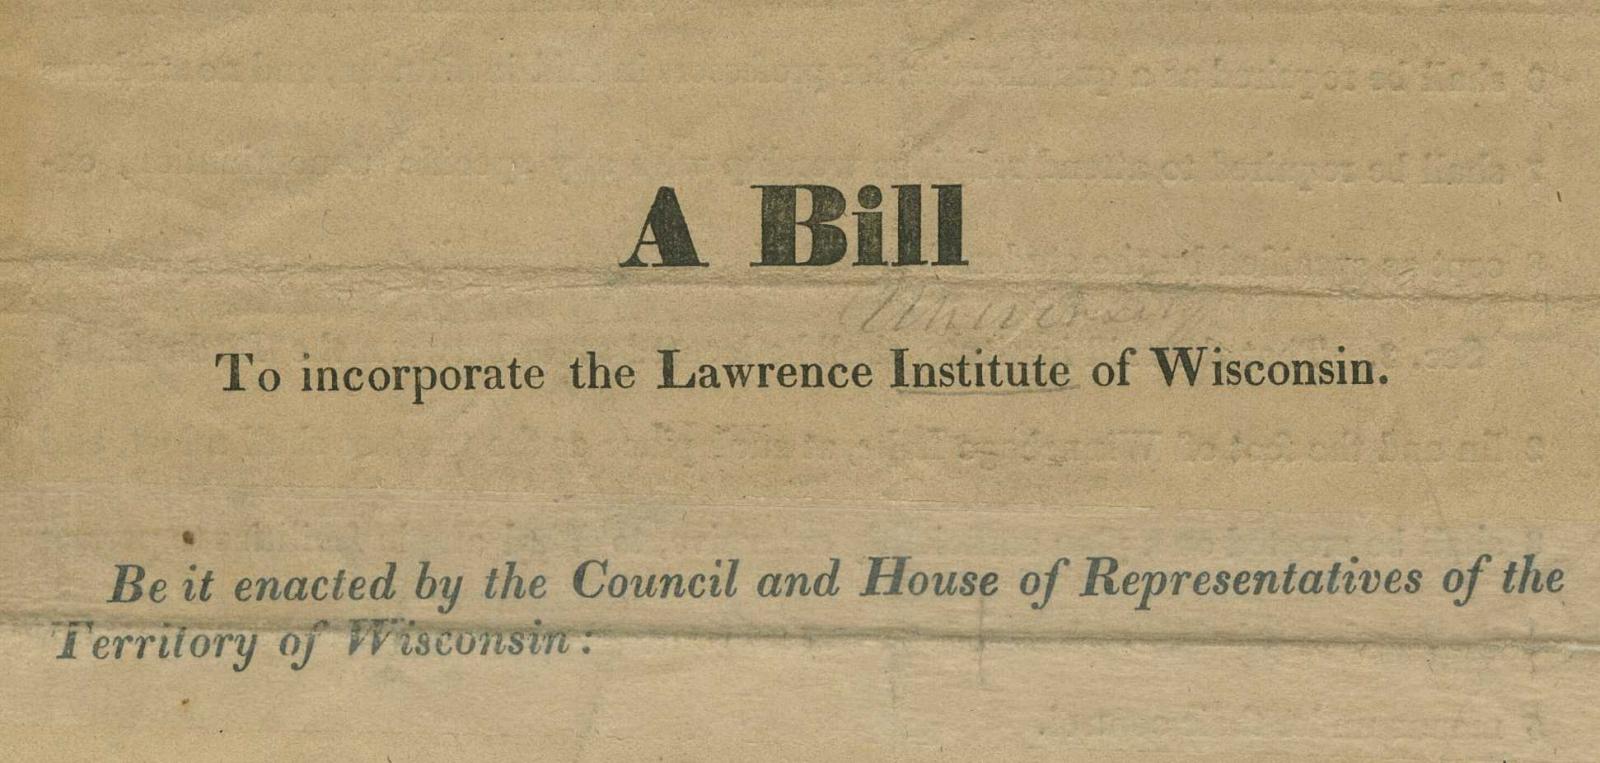 A Bill
University
To incorporate the Lawrence Institute of Wisconsin.
Be it enacted by the Council and House of Representatives of the
Territory of Wisconsin: